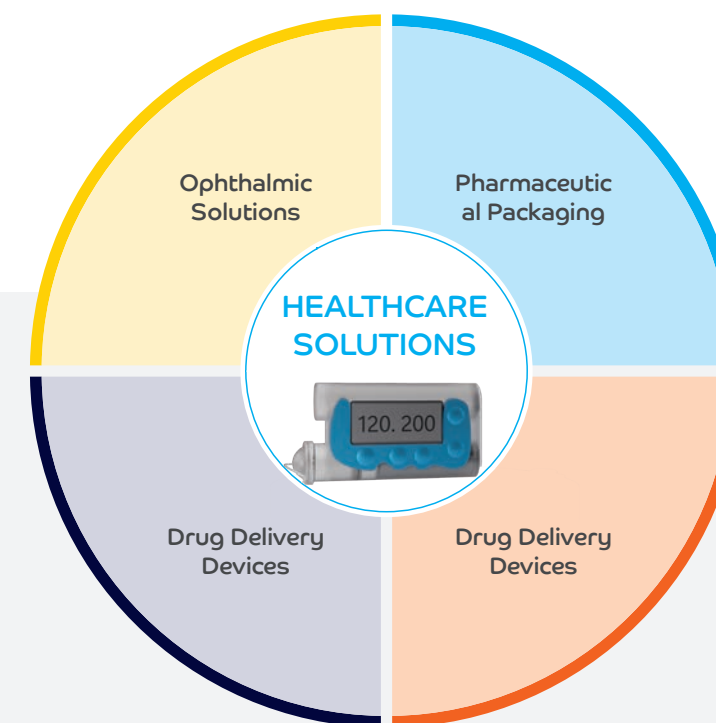 Ophthalmic
Solutions
Pharmaceutic
al Packaging
HEALTHCARE
SOLUTIONS
120. 200
Drug Delivery
Devices
Drug Delivery
Devices